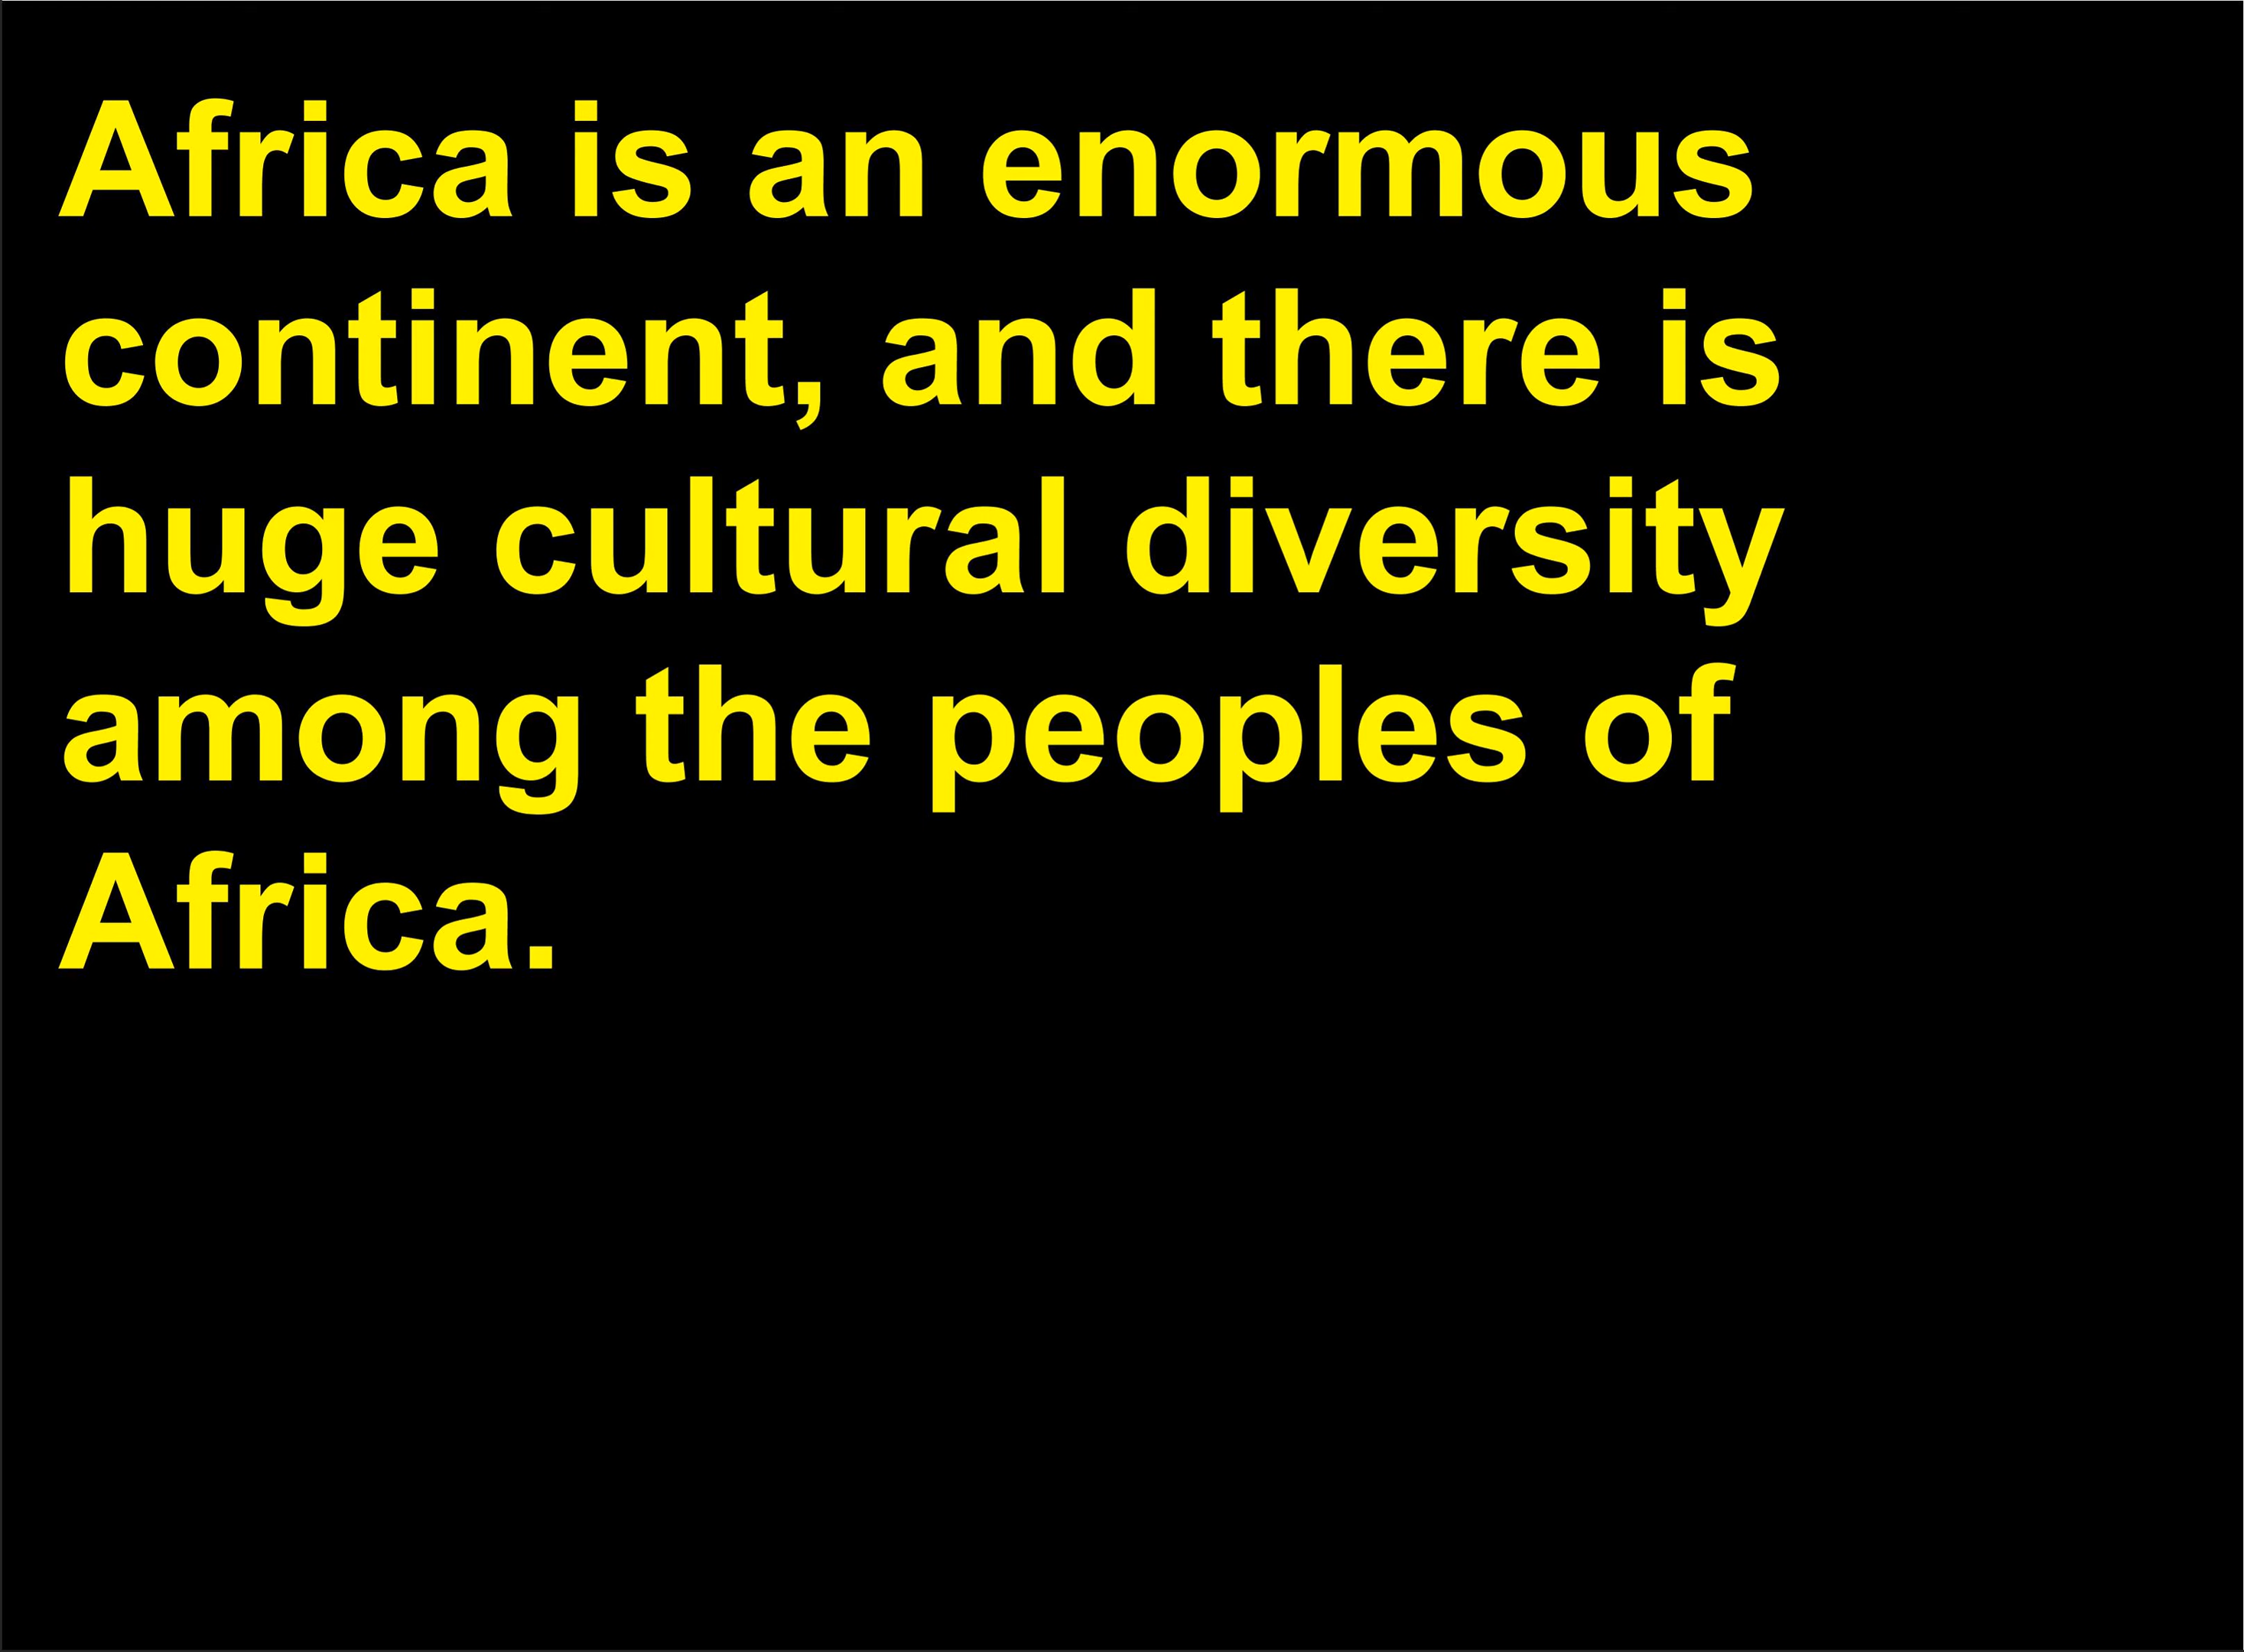 Africa is an enormous
continent, and there is
huge cultural diversity
among the peoples of
Africa.